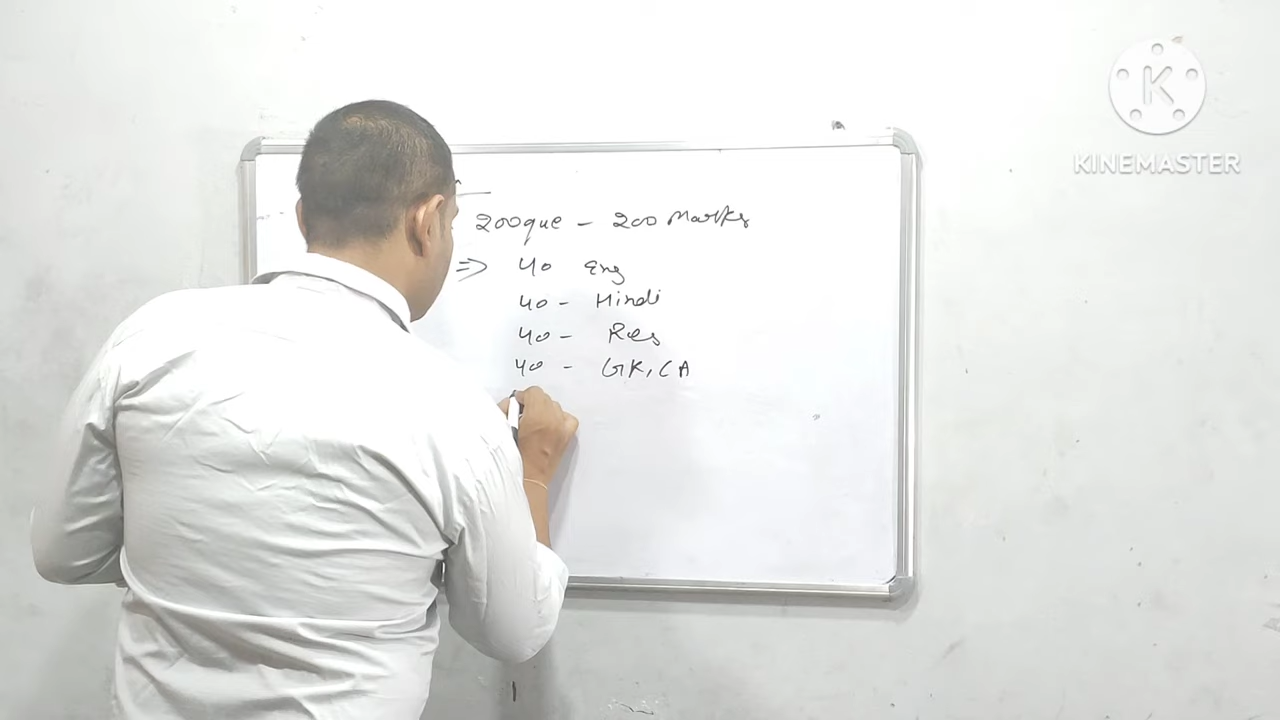 KINEMASTER
200que - 200 Marks
⇒ 40 Eng
40 - Hindi
40 - Res
40 - GK, CA